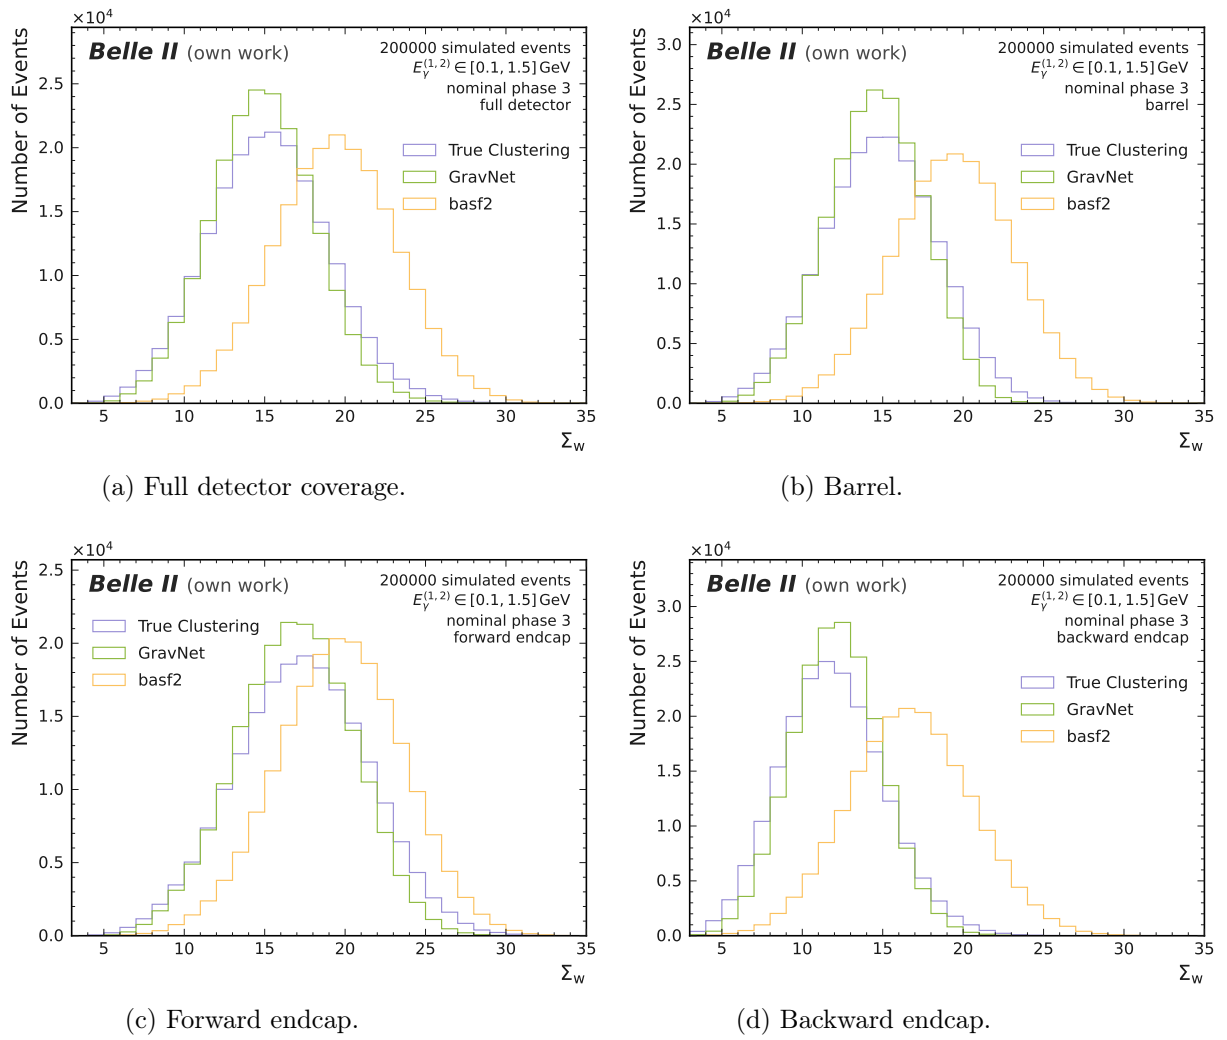 ×10⁴
Belle II (own work)
200000 simulated events
E_γ^(1,2) ∈ [0.1, 1.5] GeV
nominal phase 3
full detector
True Clustering
GravNet
basf2
Number of Events
2.5
2.0
1.5
1.0
0.5
0.0
5 10 15 20 25 30 35
Σ_w
(a) Full detector coverage.
×10⁴
Belle II (own work)
200000 simulated events
E_γ^(1,2) ∈ [0.1, 1.5] GeV
nominal phase 3
barrel
True Clustering
GravNet
basf2
Number of Events
3.0
2.5
2.0
1.5
1.0
0.5
0.0
5 10 15 20 25 30 35
Σ_w
(b) Barrel.
×10⁴
Belle II (own work)
200000 simulated events
E_γ^(1,2) ∈ [0.1, 1.5] GeV
nominal phase 3
forward endcap
True Clustering
GravNet
basf2
Number of Events
2.5
2.0
1.5
1.0
0.5
0.0
5 10 15 20 25 30 35
Σ_w
(c) Forward endcap.
×10⁴
Belle II (own work)
200000 simulated events
E_γ^(1,2) ∈ [0.1, 1.5] GeV
nominal phase 3
backward endcap
True Clustering
GravNet
basf2
Number of Events
3.0
2.5
2.0
1.5
1.0
0.5
0.0
5 10 15 20 25 30 35
Σ_w
(d) Backward endcap.